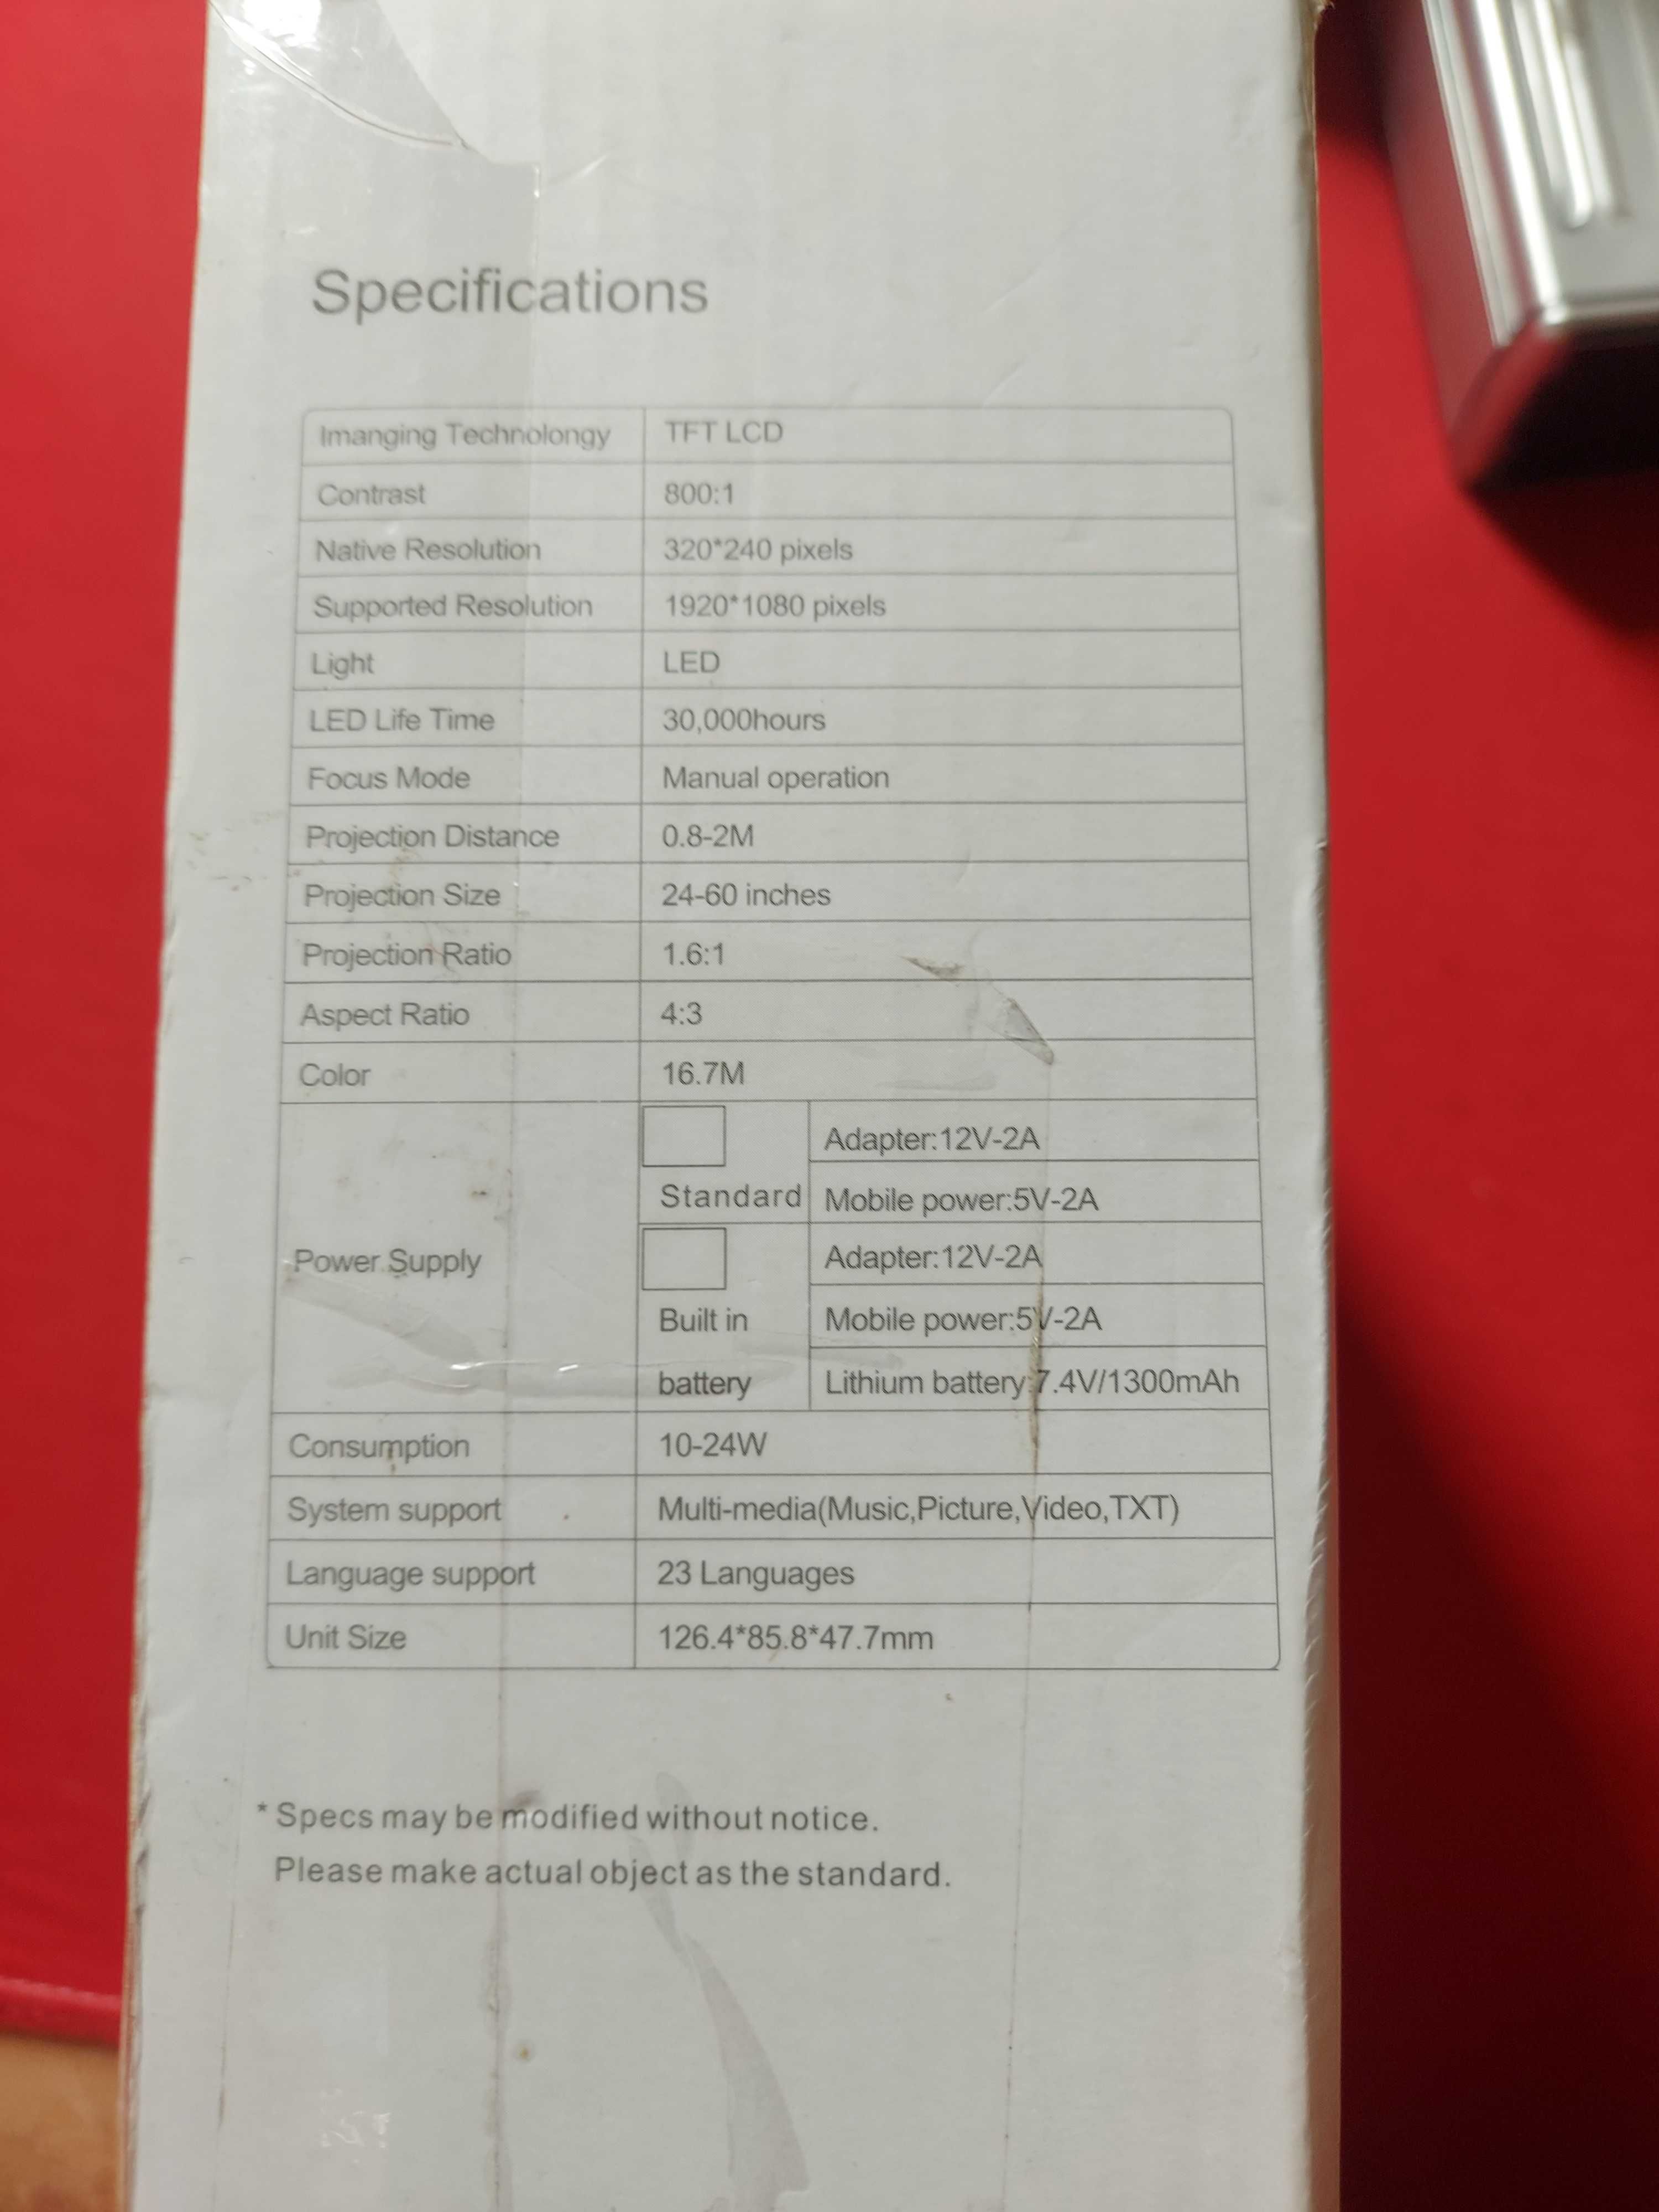 Specifications
Imanging Technolongy TFT LCD
Contrast 800:1
Native Resolution 320*240 pixels
Supported Resolution 1920*1080 pixels
Light LED
LED Life Time 30,000hours
Focus Mode Manual operation
Projection Distance 0.8-2M
Projection Size 24-60 inches
Projection Ratio 1.6:1
Aspect Ratio 4:3
Color 16.7M
Power Supply
Standard
Adapter:12V-2A
Mobile power:5V-2A
Built in
battery
Adapter:12V-2A
Mobile power:5V-2A
Lithium battery:7.4V/1300mAh
Consumption 10-24W
System support Multi-media(Music,Picture,Video,TXT)
Language support 23 Languages
Unit Size 126.4*85.8*47.7mm
* Specs may be modified without notice.
Please make actual object as the standard.